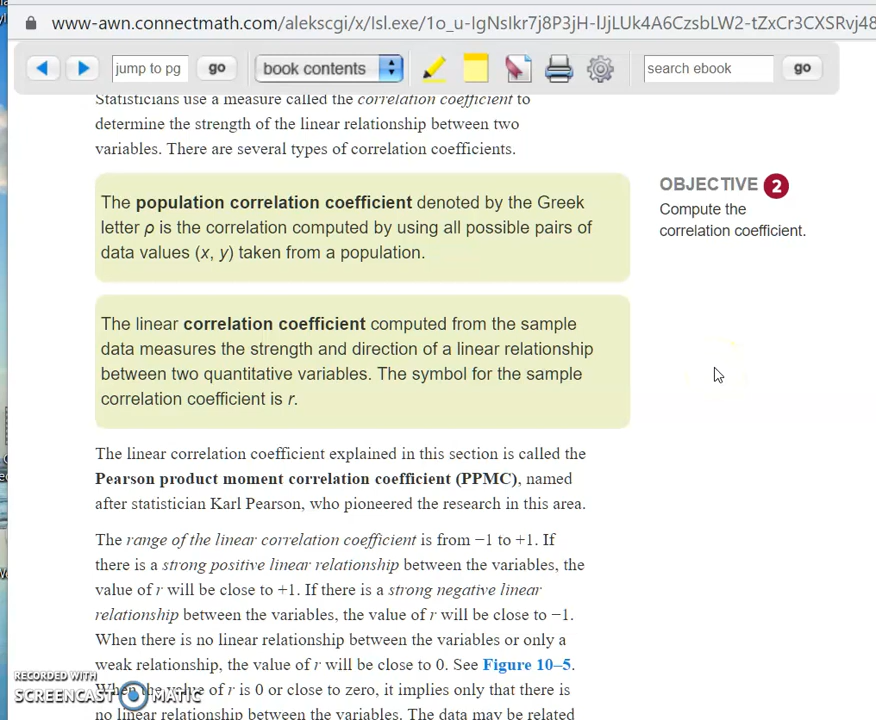 www-awn.connectmath.com/alekscgi/x/Isl.exe/1o_u-IgNsIkr7j8P3jH-lJjLUk4A6CzsbLW2-tZxCr3CXSRvj48
jump to pg go book contents search ebook go
Statisticians use a measure called the correlation coefficient to
determine the strength of the linear relationship between two
variables. There are several types of correlation coefficients.
The population correlation coefficient denoted by the Greek
letter ρ is the correlation computed by using all possible pairs of
data values (x, y) taken from a population.
OBJECTIVE 2
Compute the
correlation coefficient.
The linear correlation coefficient computed from the sample
data measures the strength and direction of a linear relationship
between two quantitative variables. The symbol for the sample
correlation coefficient is r.
The linear correlation coefficient explained in this section is called the
Pearson product moment correlation coefficient (PPMC), named
after statistician Karl Pearson, who pioneered the research in this area.
The range of the linear correlation coefficient is from −1 to +1. If
there is a strong positive linear relationship between the variables, the
value of r will be close to +1. If there is a strong negative linear
relationship between the variables, the value of r will be close to −1.
When there is no linear relationship between the variables or only a
weak relationship, the value of r will be close to 0. See Figure 10–5.
When the value of r is 0 or close to zero, it implies only that there is
no linear relationship between the variables. The data may be related
RECORDED WITH
SCREENCAST MATIC